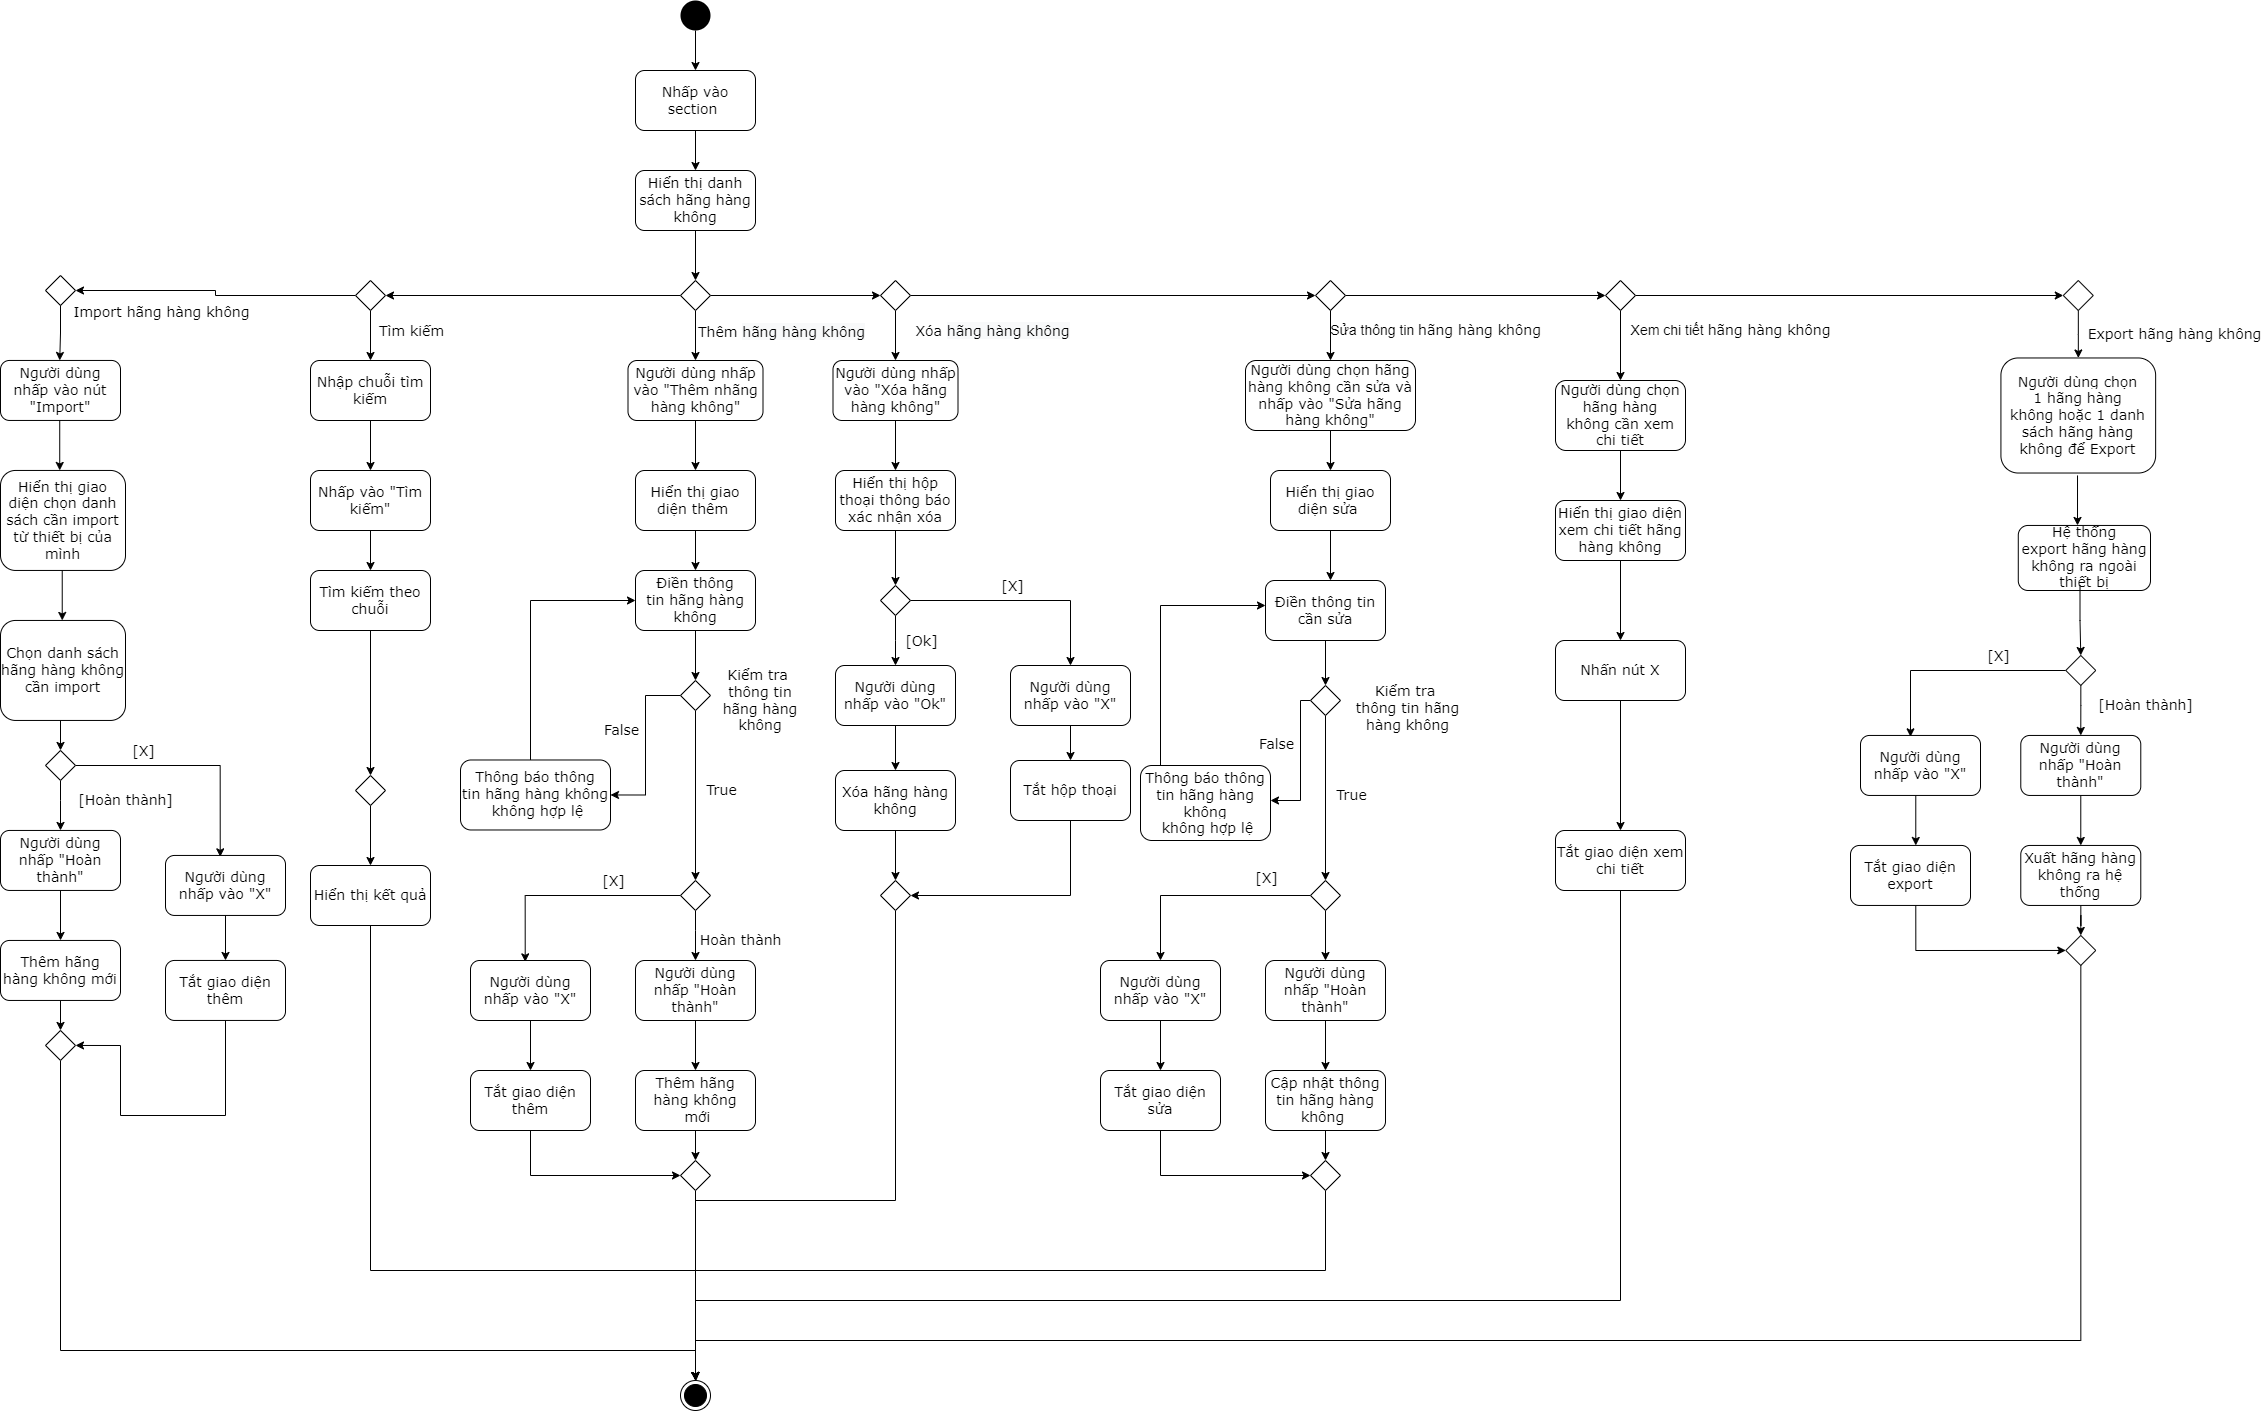 Nhấp vào
section
Hiển thị danh
sách hãng hàng
không
Import hãng hàng không
Người dùng
nhấp vào nút
"Import"
Hiển thị giao
diện chọn danh
sách cần import
từ thiết bị của
mình
Chọn danh sách
hãng hàng không
cần import
[X]
[Hoàn thành]
Người dùng
nhấp "Hoàn
thành"
Người dùng
nhấp vào "X"
Thêm hãng
hàng không mới
Tắt giao diện
thêm
Tìm kiếm
Nhập chuỗi tìm
kiếm
Nhấp vào "Tìm
kiếm"
Tìm kiếm theo
chuỗi
Hiển thị kết quả
Thêm hãng hàng không
Người dùng nhấp
vào "Thêm nhãng
hàng không"
Hiển thị giao
diện thêm
Điền thông
tin hãng hàng
không
Kiểm tra
thông tin
hãng hàng
không
False
Thông báo thông
tin hãng hàng không
không hợp lệ
True
[X]
Hoàn thành
Người dùng
nhấp vào "X"
Người dùng
nhấp "Hoàn
thành"
Tắt giao diện
thêm
Thêm hãng
hàng không
mới
Xóa hãng hàng không
Người dùng nhấp
vào "Xóa hãng
hàng không"
Hiển thị hộp
thoại thông báo
xác nhận xóa
[X]
[Ok]
Người dùng
nhấp vào "Ok"
Người dùng
nhấp vào "X"
Xóa hãng hàng
không
Tắt hộp thoại
Sửa thông tin hãng hàng không
Người dùng chọn hãng
hàng không cần sửa và
nhấp vào "Sửa hãng
hàng không"
Hiển thị giao
diện sửa
Điền thông tin
cần sửa
Kiểm tra
thông tin hãng
hàng không
False
Thông báo thông
tin hãng hàng
không
không hợp lệ
True
[X]
Người dùng
nhấp vào "X"
Người dùng
nhấp "Hoàn
thành"
Tắt giao diện
sửa
Cập nhật thông
tin hãng hàng
không
Xem chi tiết hãng hàng không
Người dùng chọn
hãng hàng
không cần xem
chi tiết
Hiển thị giao diện
xem chi tiết hãng
hàng không
Nhấn nút X
Tắt giao diện xem
chi tiết
Export hãng hàng không
Người dùng chọn
1 hãng hàng
không hoặc 1 danh
sách hãng hàng
không để Export
Hệ thống
export hãng hàng
không ra ngoài
thiết bị
[X]
[Hoàn thành]
Người dùng
nhấp vào "X"
Người dùng
nhấp "Hoàn
thành"
Tắt giao diện
export
Xuất hãng hàng
không ra hệ
thống